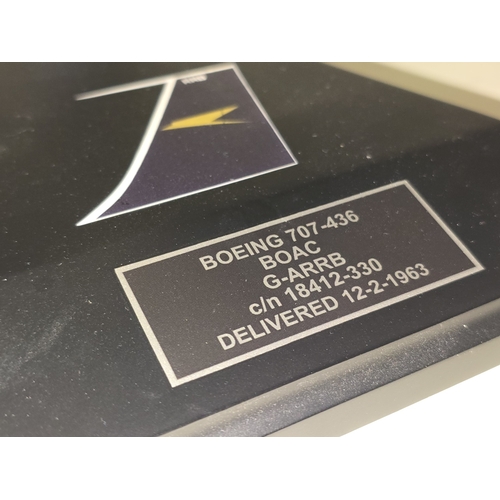 BOEING 707-436
BOAC
G-ARRB
c/n 18412-330
DELIVERED 12-2-1963